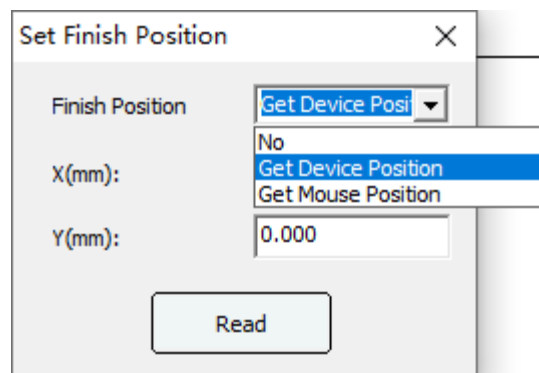 Set Finish Position
Finish Position
Get Device Posi
No
Get Device Position
Get Mouse Position
X(mm):
Y(mm):
0.000
Read